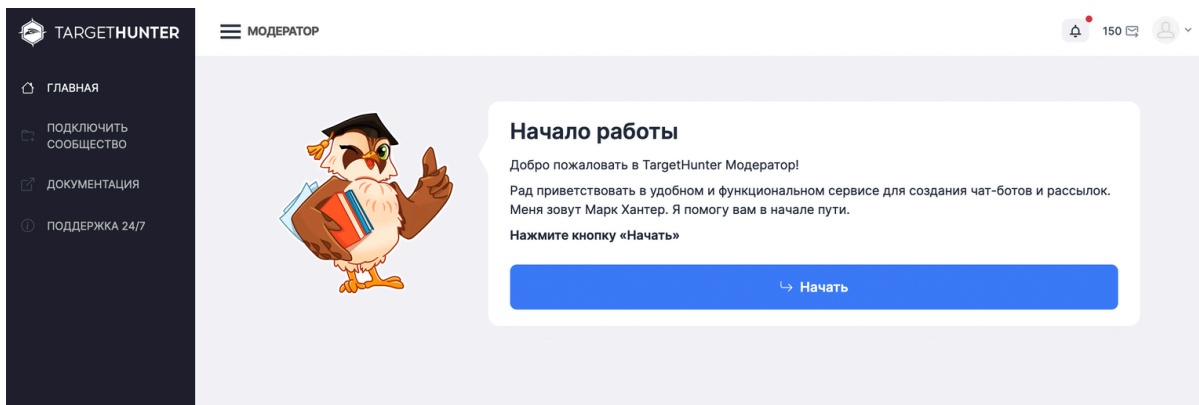 TARGETHUNTER
МОДЕРАТОР
150
ГЛАВНАЯ
ПОДКЛЮЧИТЬ
СООБЩЕСТВО
ДОКУМЕНТАЦИЯ
ПОДДЕРЖКА 24/7
Начало работы
Добро пожаловать в TargetHunter Модератор!
Рад приветствовать в удобном и функциональном сервисе для создания чат-ботов и рассылок.
Меня зовут Марк Хантер. Я помогу вам в начале пути.
Нажмите кнопку «Начать»
Начать